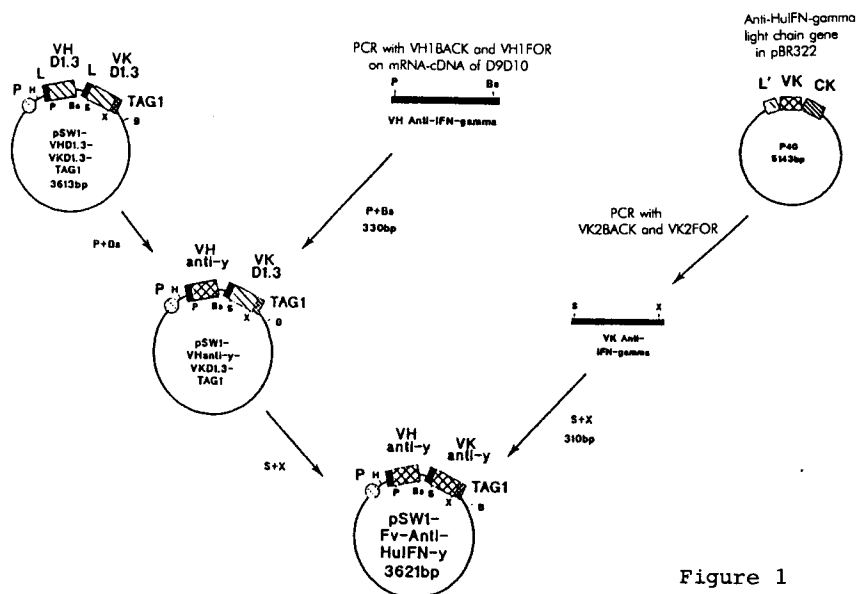 VH
D1.3
VK
D1.3
L
L
P
H
P
Bs
S
X
TAG1
B
pSW1-
VHD1.3-
VKD1.3-
TAG1
3613bp
PCR with VH1BACK and VH1FOR
on mRNA-cDNA of D9D10
P
Bs
VH Anti-IFN-gamma
Anti-HuIFN-gamma
light chain gene
in pBR322
L'
VK
CK
P4G
5143bp
P+Bs
P+Bs
330bp
PCR with
VK2BACK and VK2FOR
VH
anti-y
VK
D1.3
P
H
P
Bs
S
X
TAG1
B
pSW1-
VHanti-y-
VKD1.3-
TAG1
S
X
VK Anti-
IFN-gamma
S+X
S+X
310bp
VH
anti-y
VK
anti-y
P
H
P
Bs
S
X
TAG1
B
pSW1-
Fv-Anti-
HuIFN-y
3621bp
Figure 1